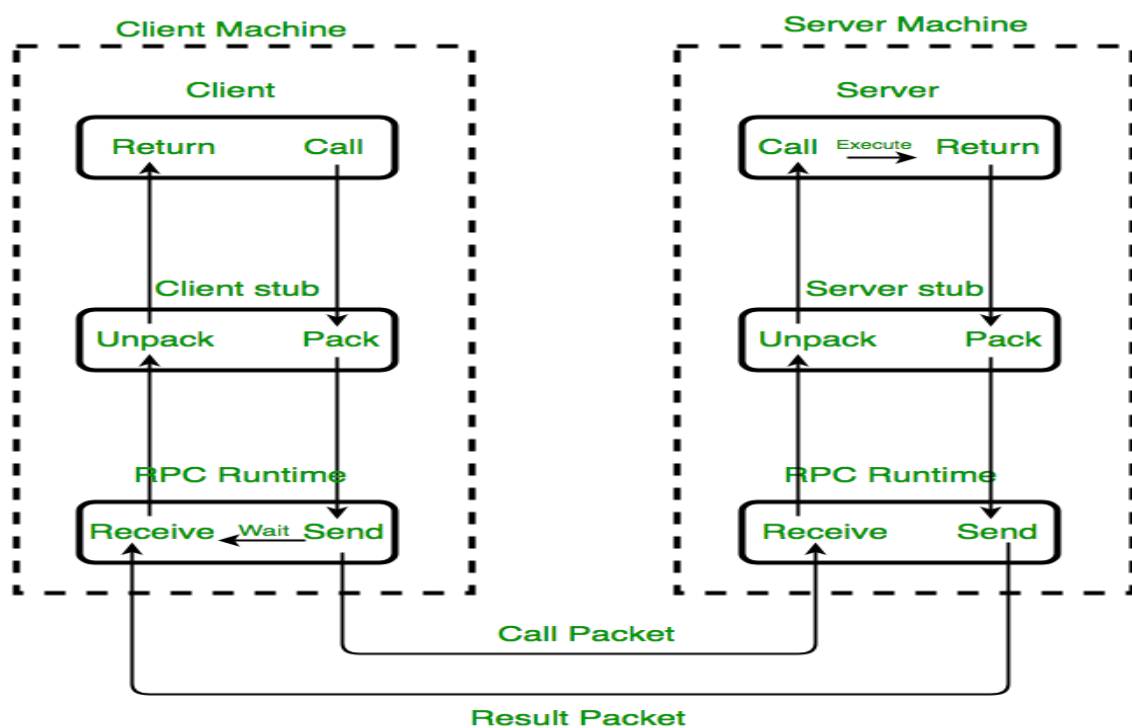 Client Machine
Server Machine
Client
Server
Return Call
Call Execute Return
Client stub
Server stub
Unpack Pack
Unpack Pack
RPC Runtime
RPC Runtime
Receive Wait Send
Receive Send
Call Packet
Result Packet